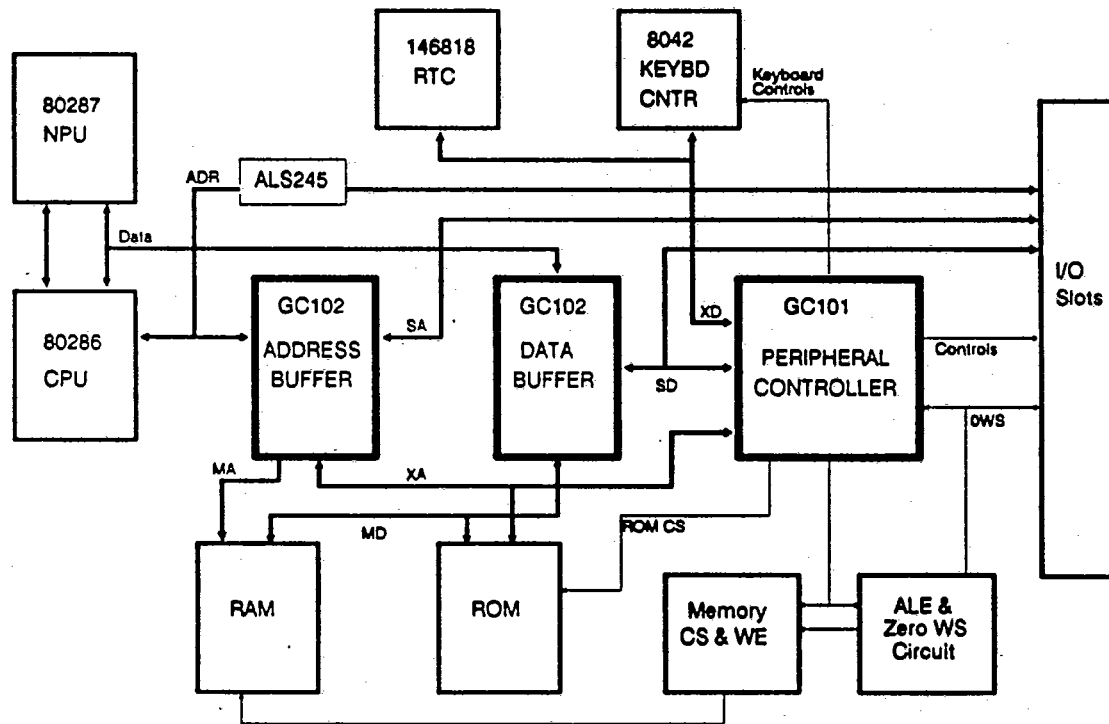 146818
RTC
8042
KEYBD
CNTR
Keyboard
Controls
80287
NPU
ADR
ALS245
Data
I/O
Slots
80286
CPU
GC102
ADDRESS
BUFFER
SA
GC102
DATA
BUFFER
SD
XD
GC101
PERIPHERAL
CONTROLLER
Controls
0WS
MA
XA
MD
ROM CS
RAM
ROM
Memory
CS & WE
ALE &
Zero WS
Circuit